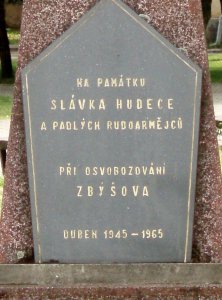 NA PAMÁTKU
SLÁVKA HUDECE
A PADLÝCH RUDOARMĚJCŮ
PŘI OSVOBOZOVÁNÍ
ZBÝŠOVA
DUBEN 1945 – 1965